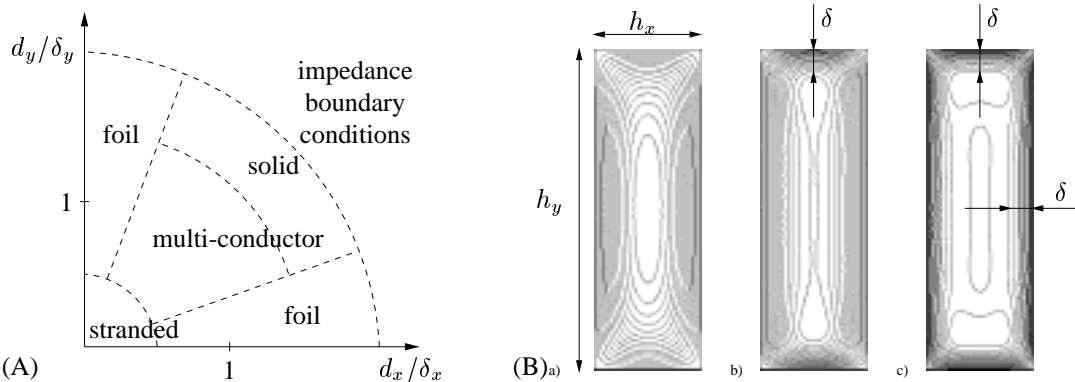 d_y/δ_y
impedance
boundary
conditions
foil
solid
1
multi-conductor
stranded
foil
1
d_x/δ_x
(A)
h_x
h_y
δ
δ
δ
(B)
a)
b)
c)